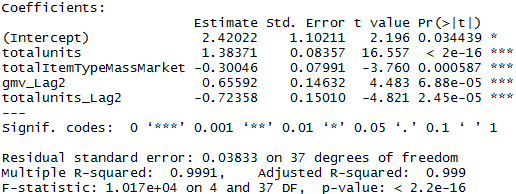 Coefficients:
                        Estimate Std. Error t value Pr(>|t|)
(Intercept)              2.42022    1.10211   2.196 0.034439 *
totalunits               1.38371    0.08357  16.557  < 2e-16 ***
totalItemTypeMassMarket -0.30046    0.07991  -3.760 0.000587 ***
gmv_Lag2                 0.65592    0.14632   4.483 6.88e-05 ***
totalunits_Lag2         -0.72358    0.15010  -4.821 2.45e-05 ***
---
Signif. codes:  0 ‘***’ 0.001 ‘**’ 0.01 ‘*’ 0.05 ‘.’ 0.1 ‘ ’ 1
Residual standard error: 0.03833 on 37 degrees of freedom
Multiple R-squared:  0.9991,    Adjusted R-squared:  0.999
F-statistic: 1.017e+04 on 4 and 37 DF,  p-value: < 2.2e-16